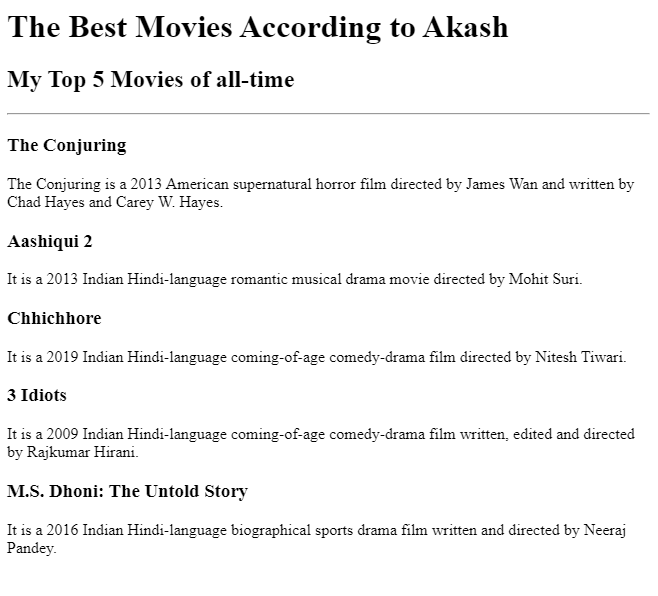 The Best Movies According to Akash
My Top 5 Movies of all-time
The Conjuring
The Conjuring is a 2013 American supernatural horror film directed by James Wan and written by
Chad Hayes and Carey W. Hayes.
Aashiqui 2
It is a 2013 Indian Hindi-language romantic musical drama movie directed by Mohit Suri.
Chhichhore
It is a 2019 Indian Hindi-language coming-of-age comedy-drama film directed by Nitesh Tiwari.
3 Idiots
It is a 2009 Indian Hindi-language coming-of-age comedy-drama film written, edited and directed
by Rajkumar Hirani.
M.S. Dhoni: The Untold Story
It is a 2016 Indian Hindi-language biographical sports drama film written and directed by Neeraj
Pandey.